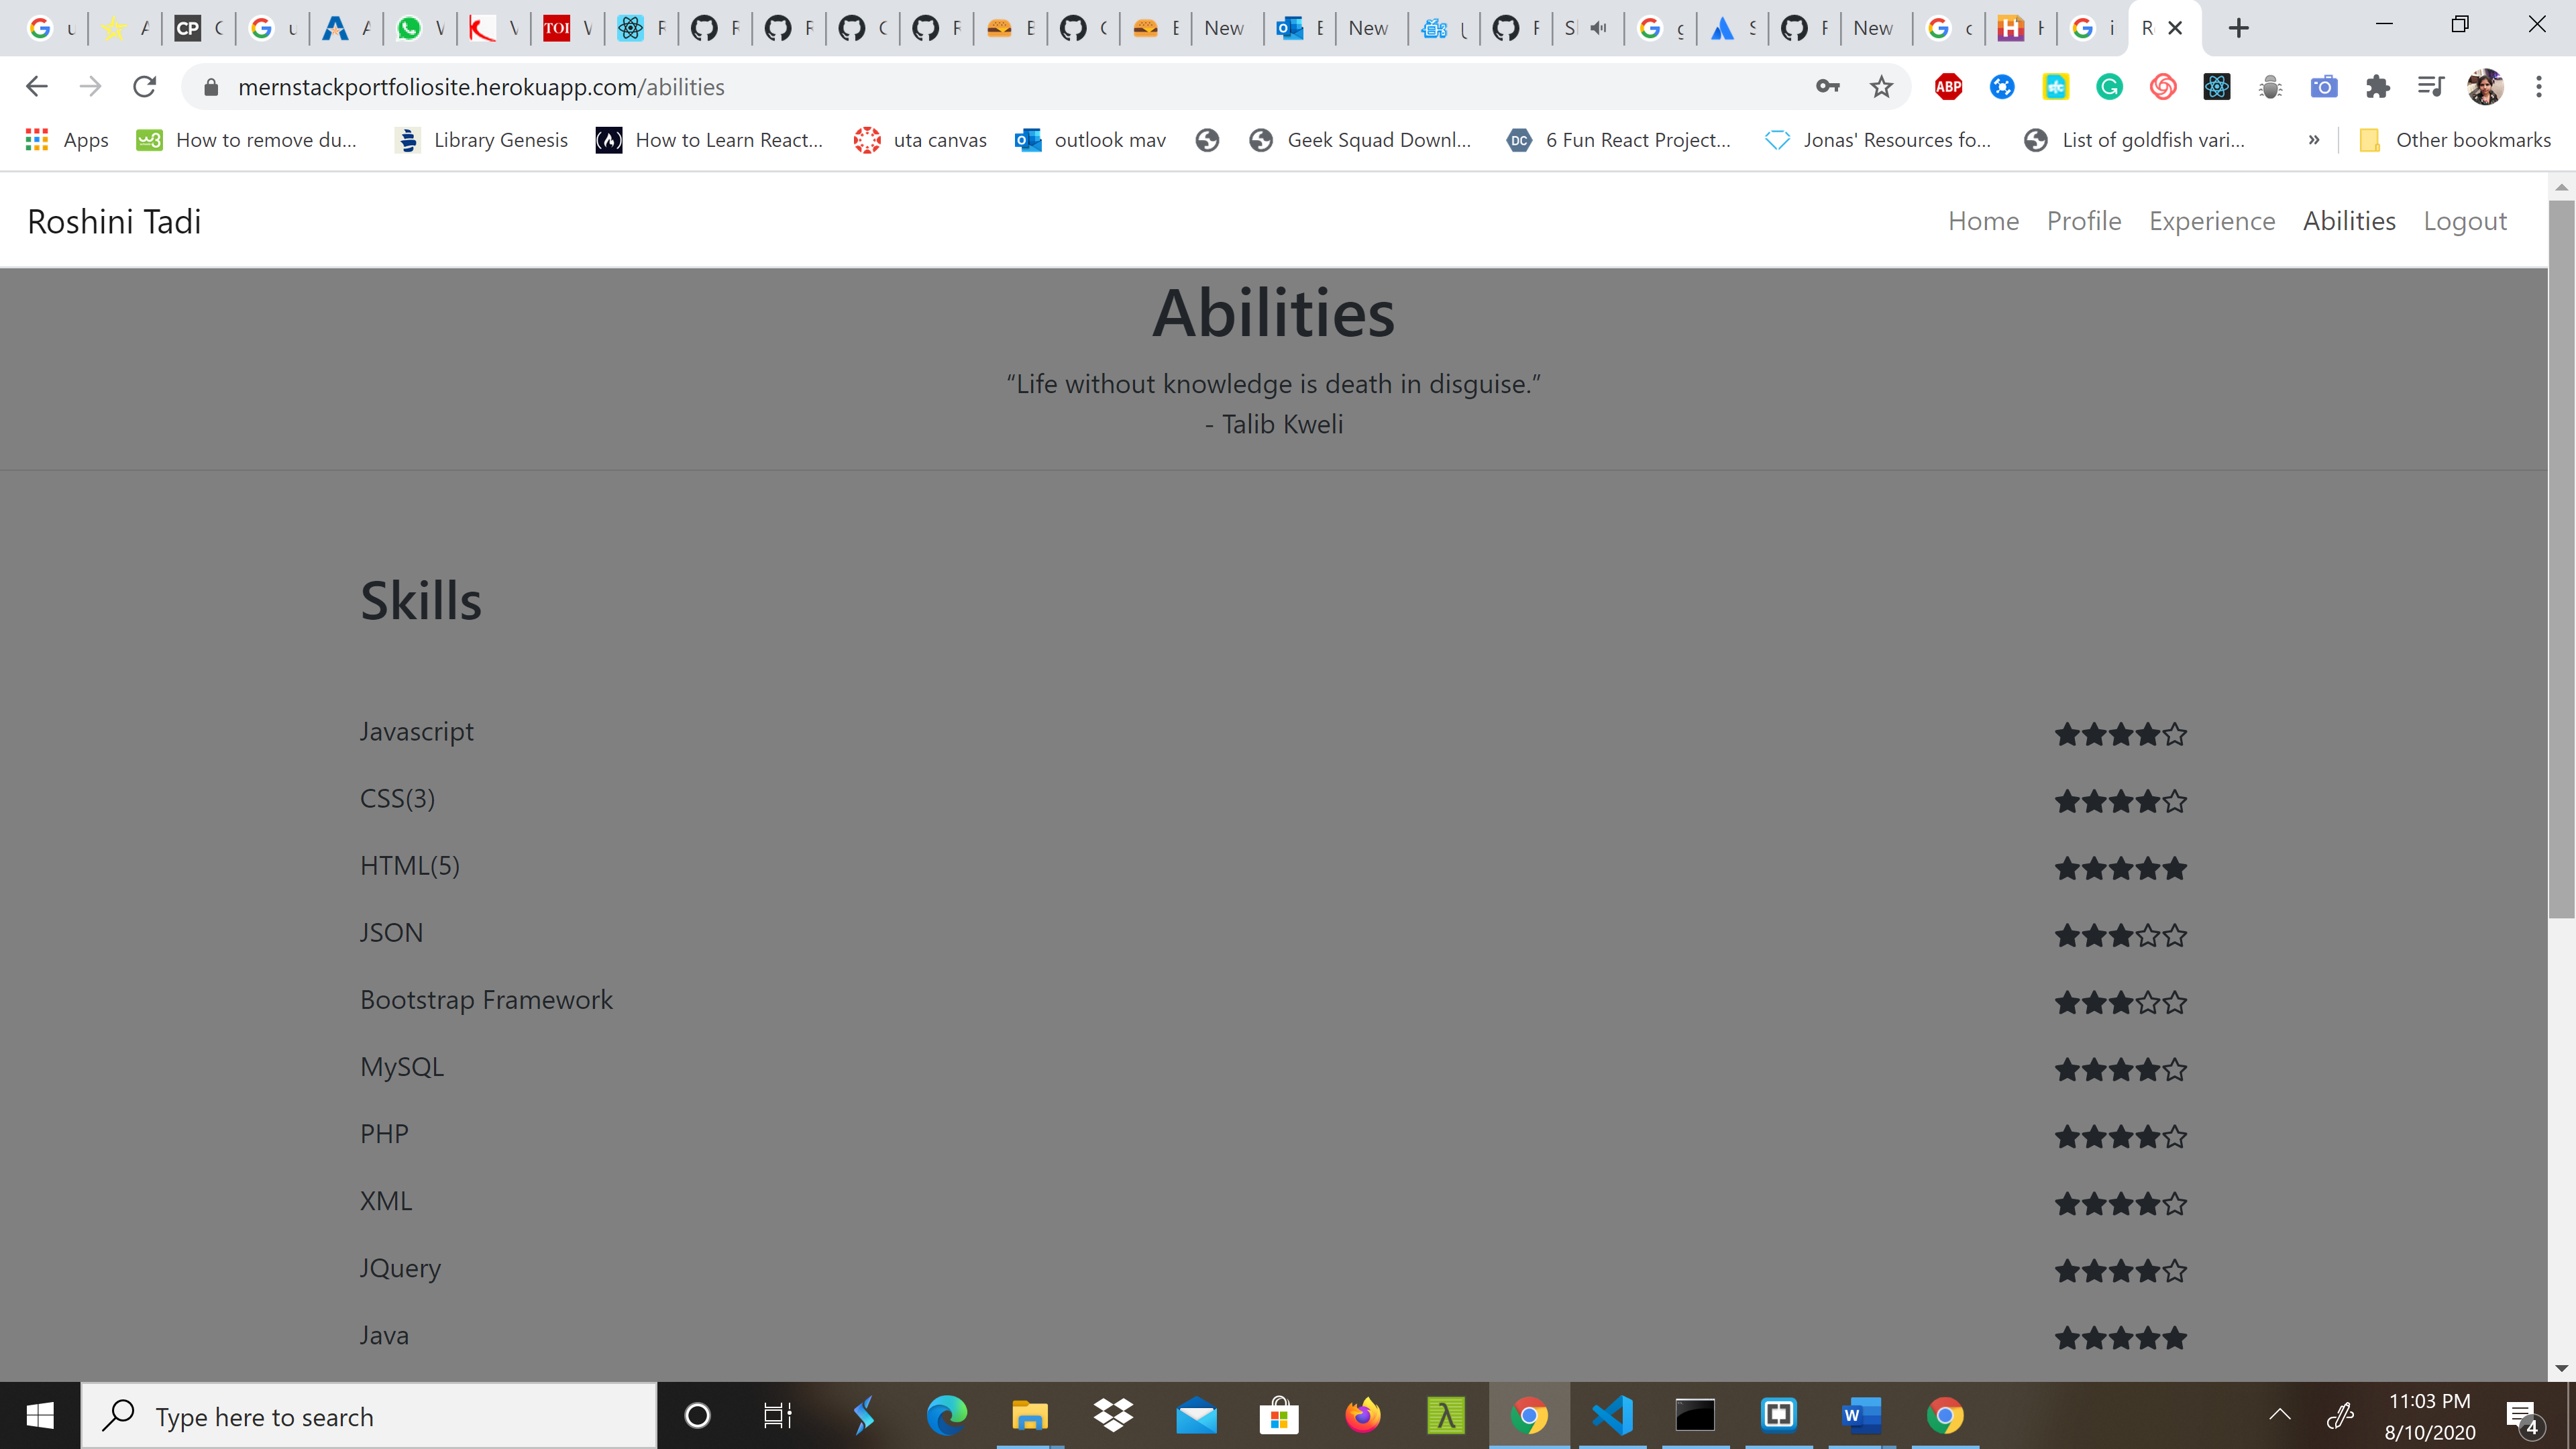 New
New
New
mernstackportfoliosite.herokuapp.com/abilities
Apps How to remove du... Library Genesis How to Learn React... uta canvas outlook mav Geek Squad Downl... 6 Fun React Project... Jonas' Resources fo... List of goldfish vari... » Other bookmarks
Roshini Tadi
Home Profile Experience Abilities Logout
Abilities
“Life without knowledge is death in disguise.”
- Talib Kweli
Skills
Javascript
CSS(3)
HTML(5)
JSON
Bootstrap Framework
MySQL
PHP
XML
JQuery
Java
Type here to search
11:03 PM
8/10/2020
4